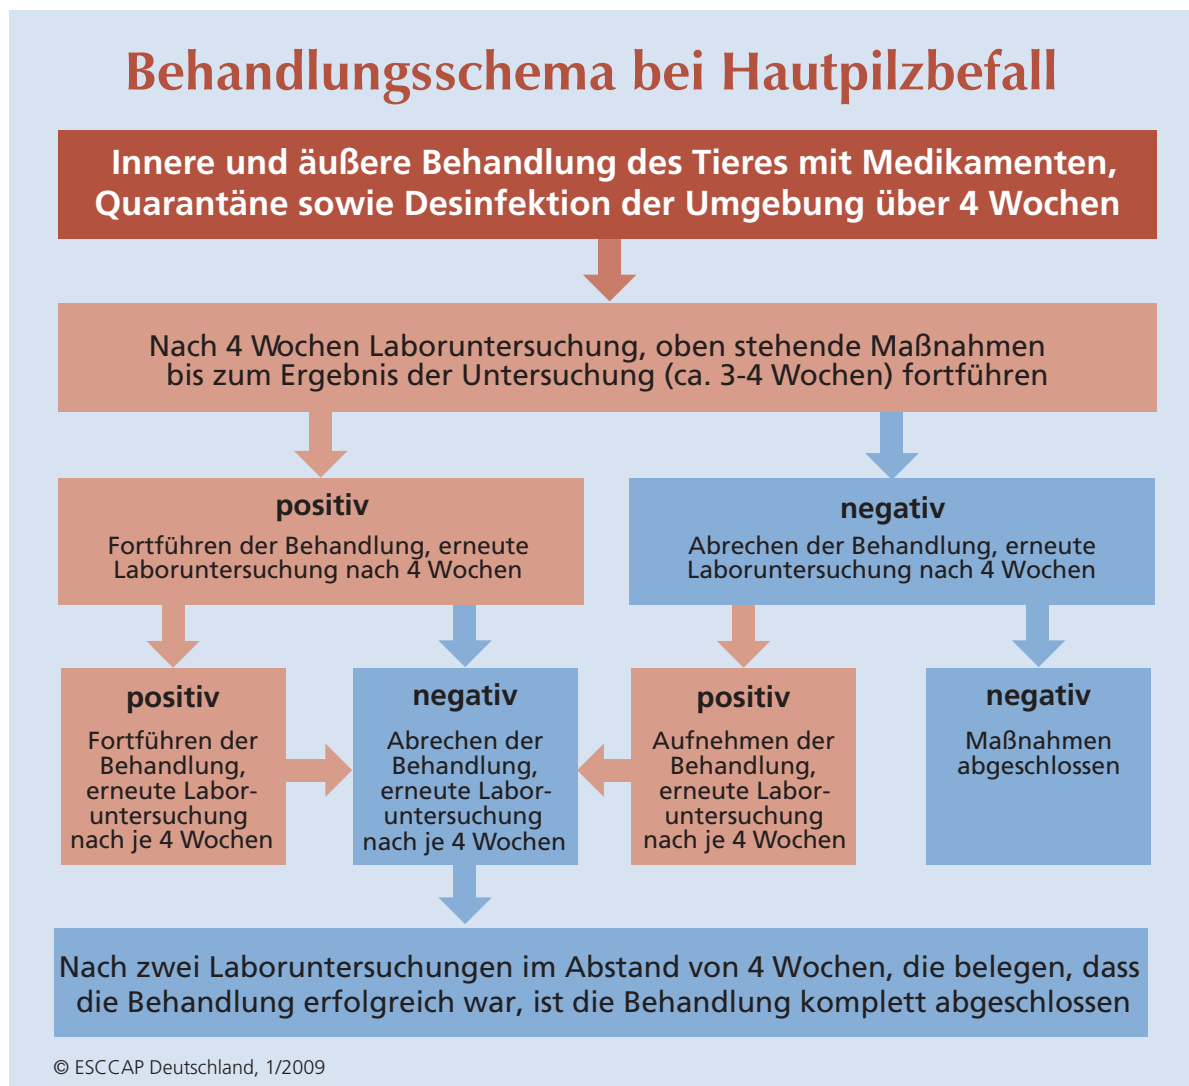 Behandlungsschema bei Hautpilzbefall
Innere und äußere Behandlung des Tieres mit Medikamenten,
Quarantäne sowie Desinfektion der Umgebung über 4 Wochen
Nach 4 Wochen Laboruntersuchung, oben stehende Maßnahmen
bis zum Ergebnis der Untersuchung (ca. 3-4 Wochen) fortführen
positiv
Fortführen der Behandlung, erneute
Laboruntersuchung nach 4 Wochen
negativ
Abrechen der Behandlung, erneute
Laboruntersuchung nach 4 Wochen
positiv
Fortführen der
Behandlung,
erneute Labor-
untersuchung
nach je 4 Wochen
negativ
Abrechen der
Behandlung,
erneute Labor-
untersuchung
nach je 4 Wochen
positiv
Aufnehmen der
Behandlung,
erneute Labor-
untersuchung
nach je 4 Wochen
negativ
Maßnahmen
abgeschlossen
Nach zwei Laboruntersuchungen im Abstand von 4 Wochen, die belegen, dass
die Behandlung erfolgreich war, ist die Behandlung komplett abgeschlossen
© ESCCAP Deutschland, 1/2009